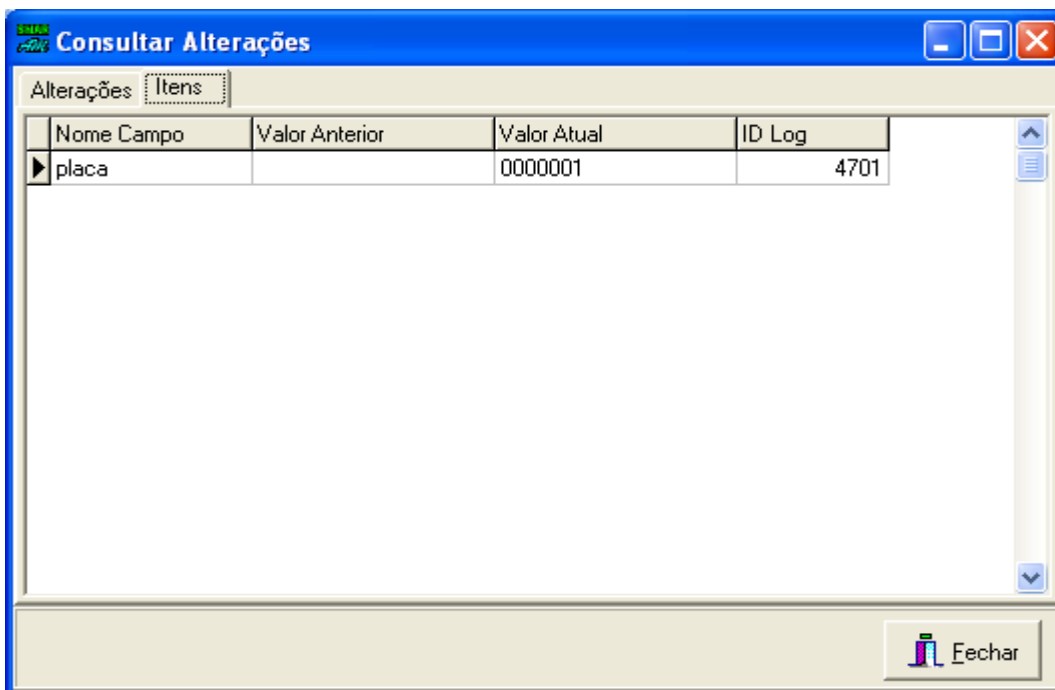 Consultar Alterações
Alterações Itens
Nome Campo Valor Anterior Valor Atual ID Log
placa 0000001 4701
Fechar